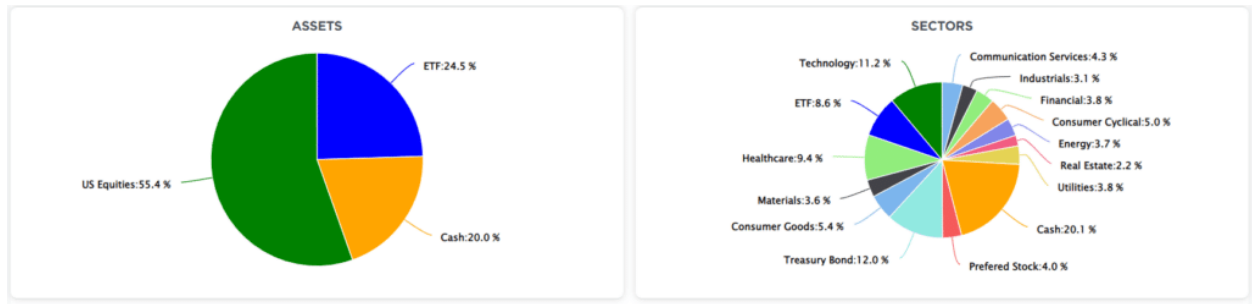 ASSETS
ETF:24.5 %
US Equities:55.4 %
Cash:20.0 %
SECTORS
Communication Services:4.3 %
Technology:11.2 %
Industrials:3.1 %
ETF:8.6 %
Financial:3.8 %
Consumer Cyclical:5.0 %
Energy:3.7 %
Healthcare:9.4 %
Real Estate:2.2 %
Utilities:3.8 %
Materials:3.6 %
Consumer Goods:5.4 %
Cash:20.1 %
Treasury Bond:12.0 %
Prefered Stock:4.0 %